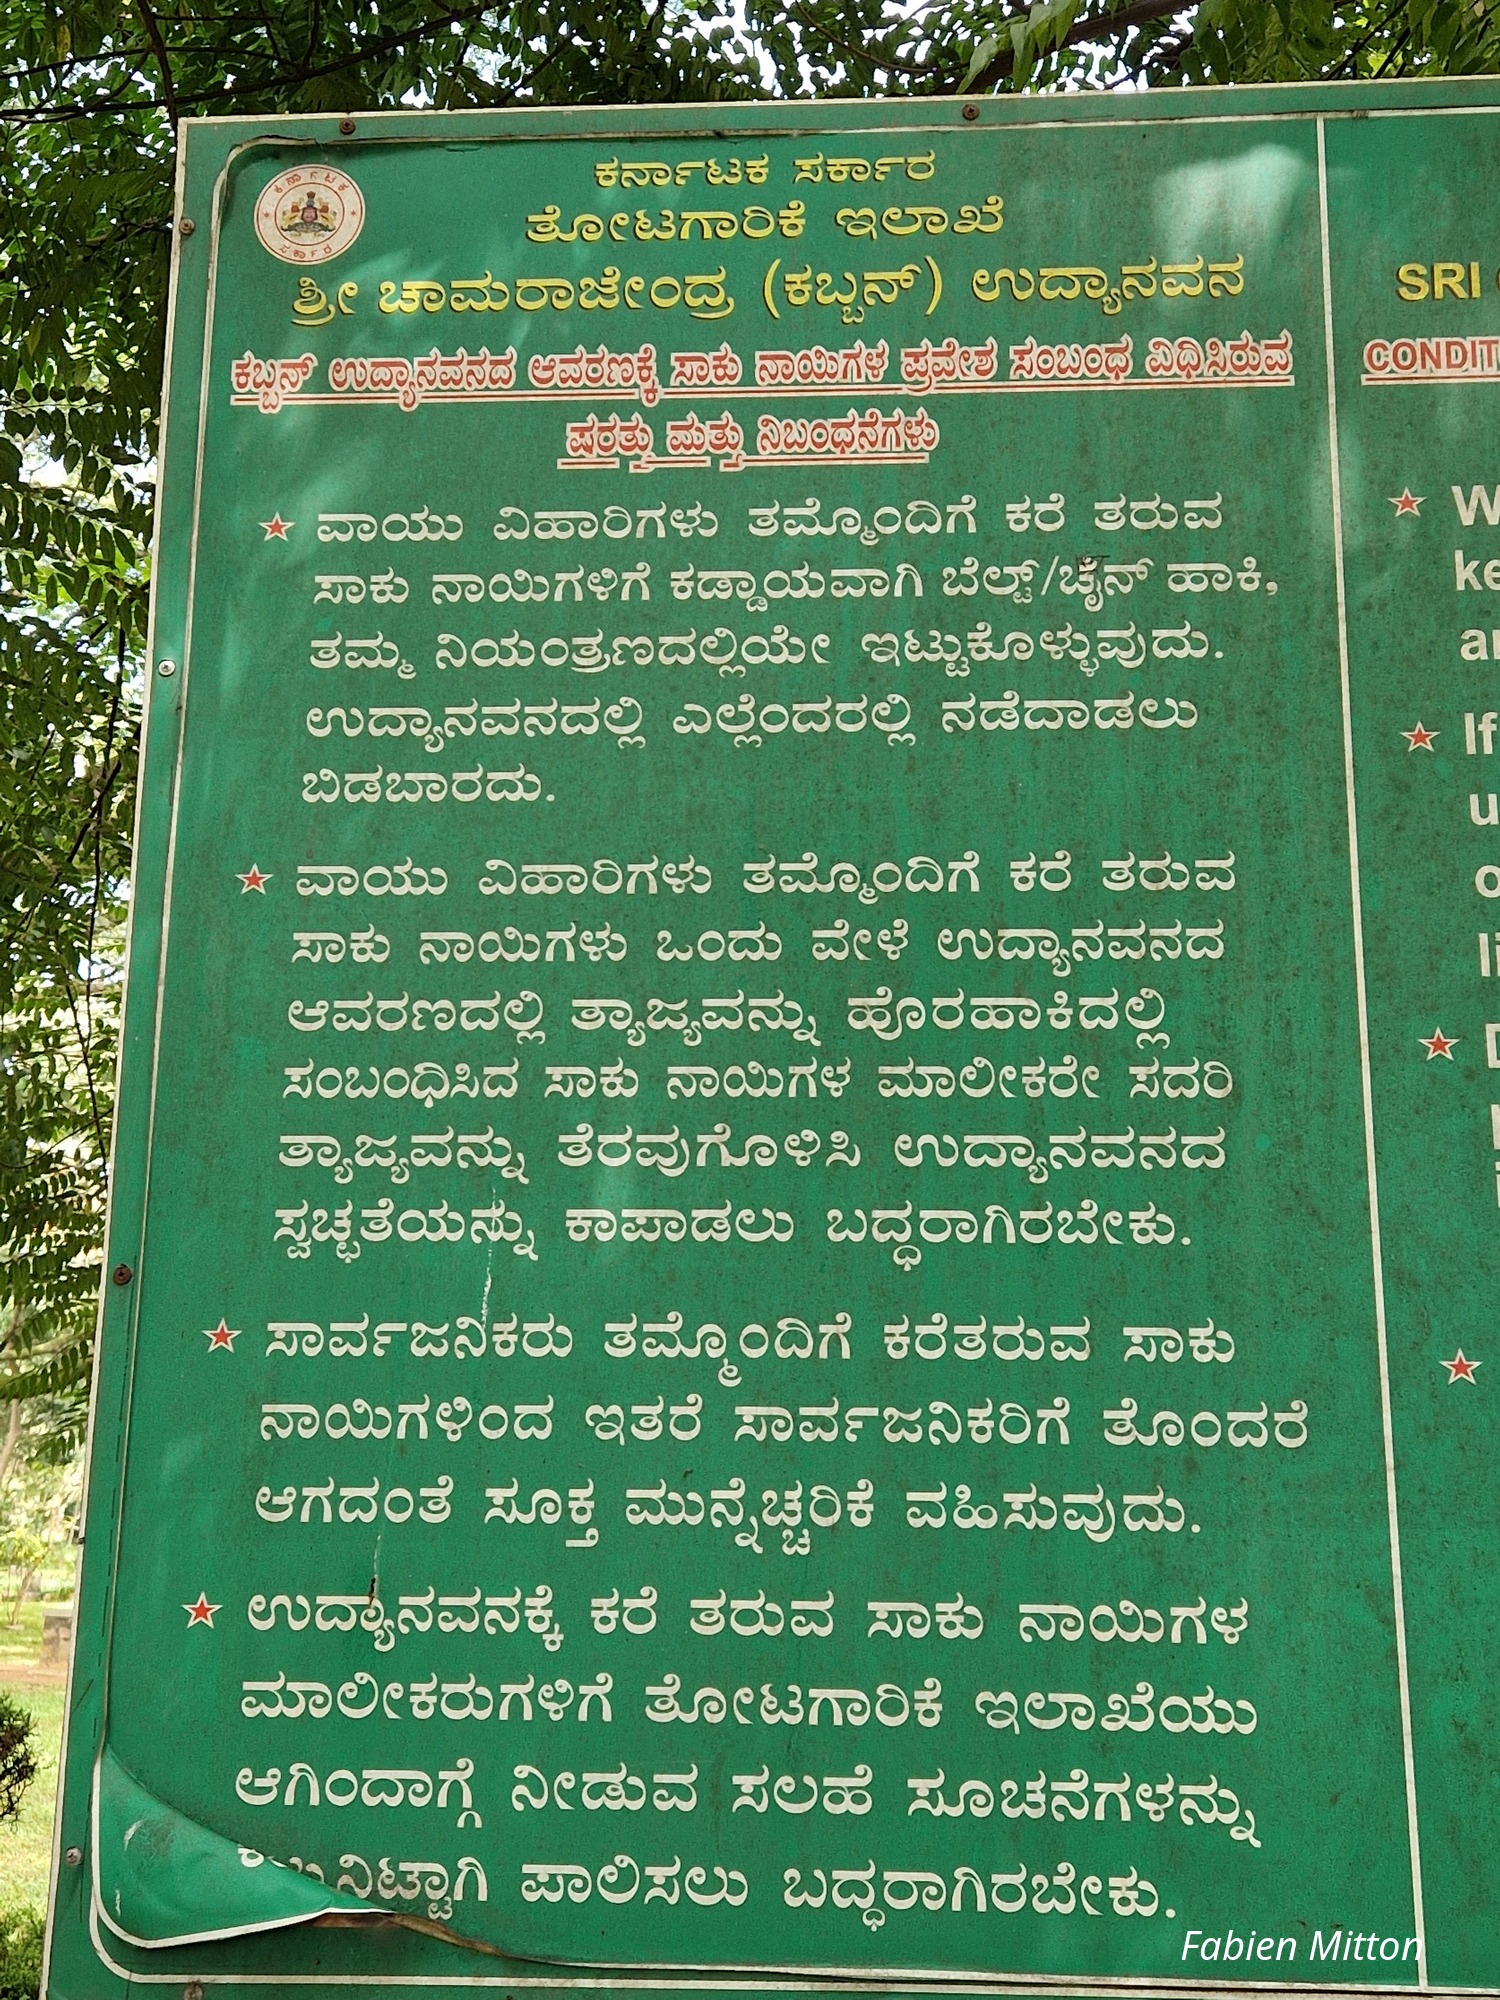 ಕರ್ನಾಟಕ ಸರ್ಕಾರ
ಕರ್ನಾಟಕ ಸರ್ಕಾರ
ತೋಟಗಾರಿಕೆ ಇಲಾಖೆ
ಶ್ರೀ ಚಾಮರಾಜೇಂದ್ರ (ಕಬ್ಬನ್) ಉದ್ಯಾನವನ
ಕಬ್ಬನ್ ಉದ್ಯಾನವನದ ಆವರಣಕ್ಕೆ ಸಾಕು ನಾಯಿಗಳ ಪ್ರವೇಶ ಸಂಬಂಧ ವಿಧಿಸಿರುವ
ಷರತ್ತು ಮತ್ತು ನಿಬಂಧನೆಗಳು
ವಾಯು ವಿಹಾರಿಗಳು ತಮ್ಮೊಂದಿಗೆ ಕರೆ ತರುವ
ಸಾಕು ನಾಯಿಗಳಿಗೆ ಕಡ್ಡಾಯವಾಗಿ ಬೆಲ್ಟ್/ಚೈನ್ ಹಾಕಿ,
ತಮ್ಮ ನಿಯಂತ್ರಣದಲ್ಲಿಯೇ ಇಟ್ಟುಕೊಳ್ಳುವುದು.
ಉದ್ಯಾನವನದಲ್ಲಿ ಎಲ್ಲೆಂದರಲ್ಲಿ ನಡೆದಾಡಲು
ಬಿಡಬಾರದು.
ವಾಯು ವಿಹಾರಿಗಳು ತಮ್ಮೊಂದಿಗೆ ಕರೆ ತರುವ
ಸಾಕು ನಾಯಿಗಳು ಒಂದು ವೇಳೆ ಉದ್ಯಾನವನದ
ಆವರಣದಲ್ಲಿ ತ್ಯಾಜ್ಯವನ್ನು ಹೊರಹಾಕಿದಲ್ಲಿ
ಸಂಬಂಧಿಸಿದ ಸಾಕು ನಾಯಿಗಳ ಮಾಲೀಕರೇ ಸದರಿ
ತ್ಯಾಜ್ಯವನ್ನು ತೆರವುಗೊಳಿಸಿ ಉದ್ಯಾನವನದ
ಸ್ವಚ್ಛತೆಯನ್ನು ಕಾಪಾಡಲು ಬದ್ಧರಾಗಿರಬೇಕು.
ಸಾರ್ವಜನಿಕರು ತಮ್ಮೊಂದಿಗೆ ಕರೆತರುವ ಸಾಕು
ನಾಯಿಗಳಿಂದ ಇತರೆ ಸಾರ್ವಜನಿಕರಿಗೆ ತೊಂದರೆ
ಆಗದಂತೆ ಸೂಕ್ತ ಮುನ್ನೆಚ್ಚರಿಕೆ ವಹಿಸುವುದು.
ಉದ್ಯಾನವನಕ್ಕೆ ಕರೆ ತರುವ ಸಾಕು ನಾಯಿಗಳ
ಮಾಲೀಕರುಗಳಿಗೆ ತೋಟಗಾರಿಕೆ ಇಲಾಖೆಯು
ಆಗಿಂದಾಗ್ಗೆ ನೀಡುವ ಸಲಹೆ ಸೂಚನೆಗಳನ್ನು
ಪಾಲಿಸಲು ಬದ್ಧರಾಗಿರಬೇಕು.
SRI
If
Fabien Mitton